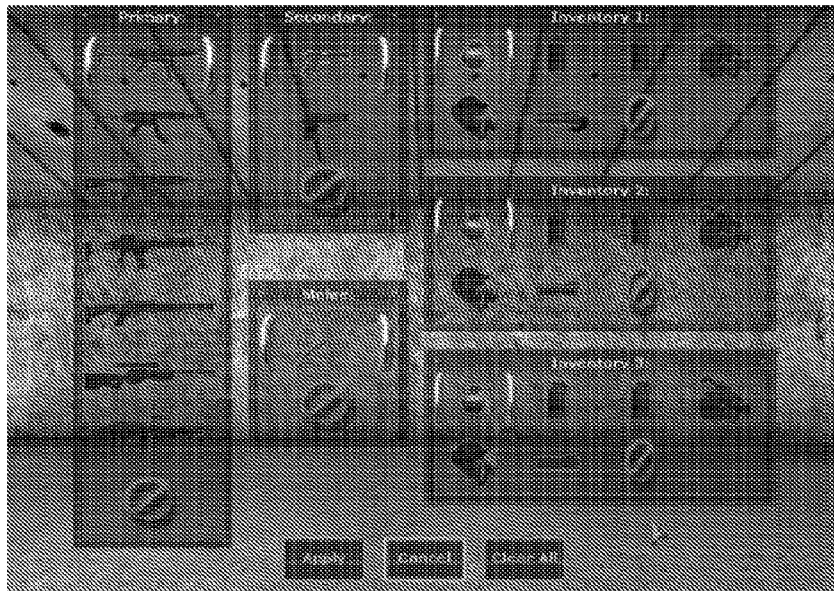 Primary:
Secondary:
Inventory 1:
Inventory 2:
Melee:
Inventory 3:
Apply
Cancel
Clear All